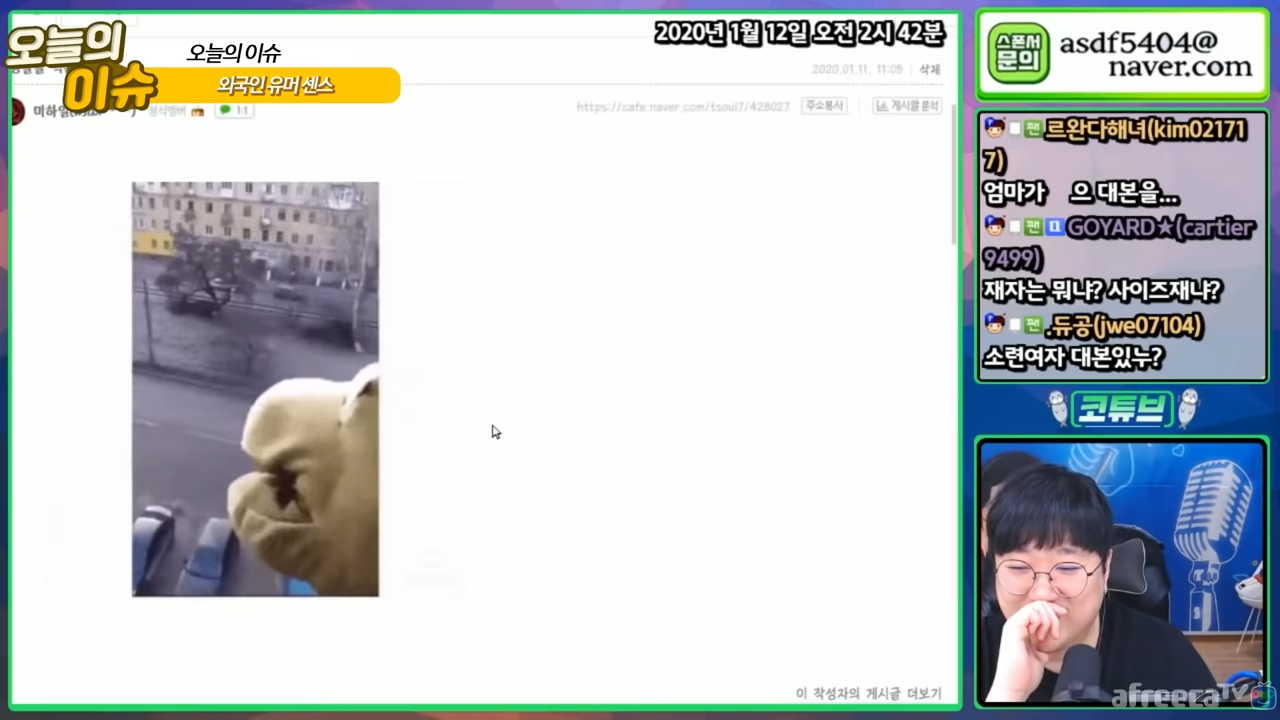 오늘의
이슈
오늘의 이슈
외국인 유머 센스
2020년 1월 12일 오전 2시 42분
2020.01.11. 11:05 삭제
1:1
https://cafe.naver.com/tsoul7/428027 주소복사 게시글 분석
이 작성자의 게시글 더보기
스폰서
문의
asdf5404@
naver.com
팬 르완다해녀(kim02171
7)
엄마가 으 대본을...
팬 GOYARD★(cartier
9499)
재자는 뭐냐? 사이즈재냐?
팬 .듀공(jwe07104)
소련여자 대본있누?
코튜브
afreecaTV